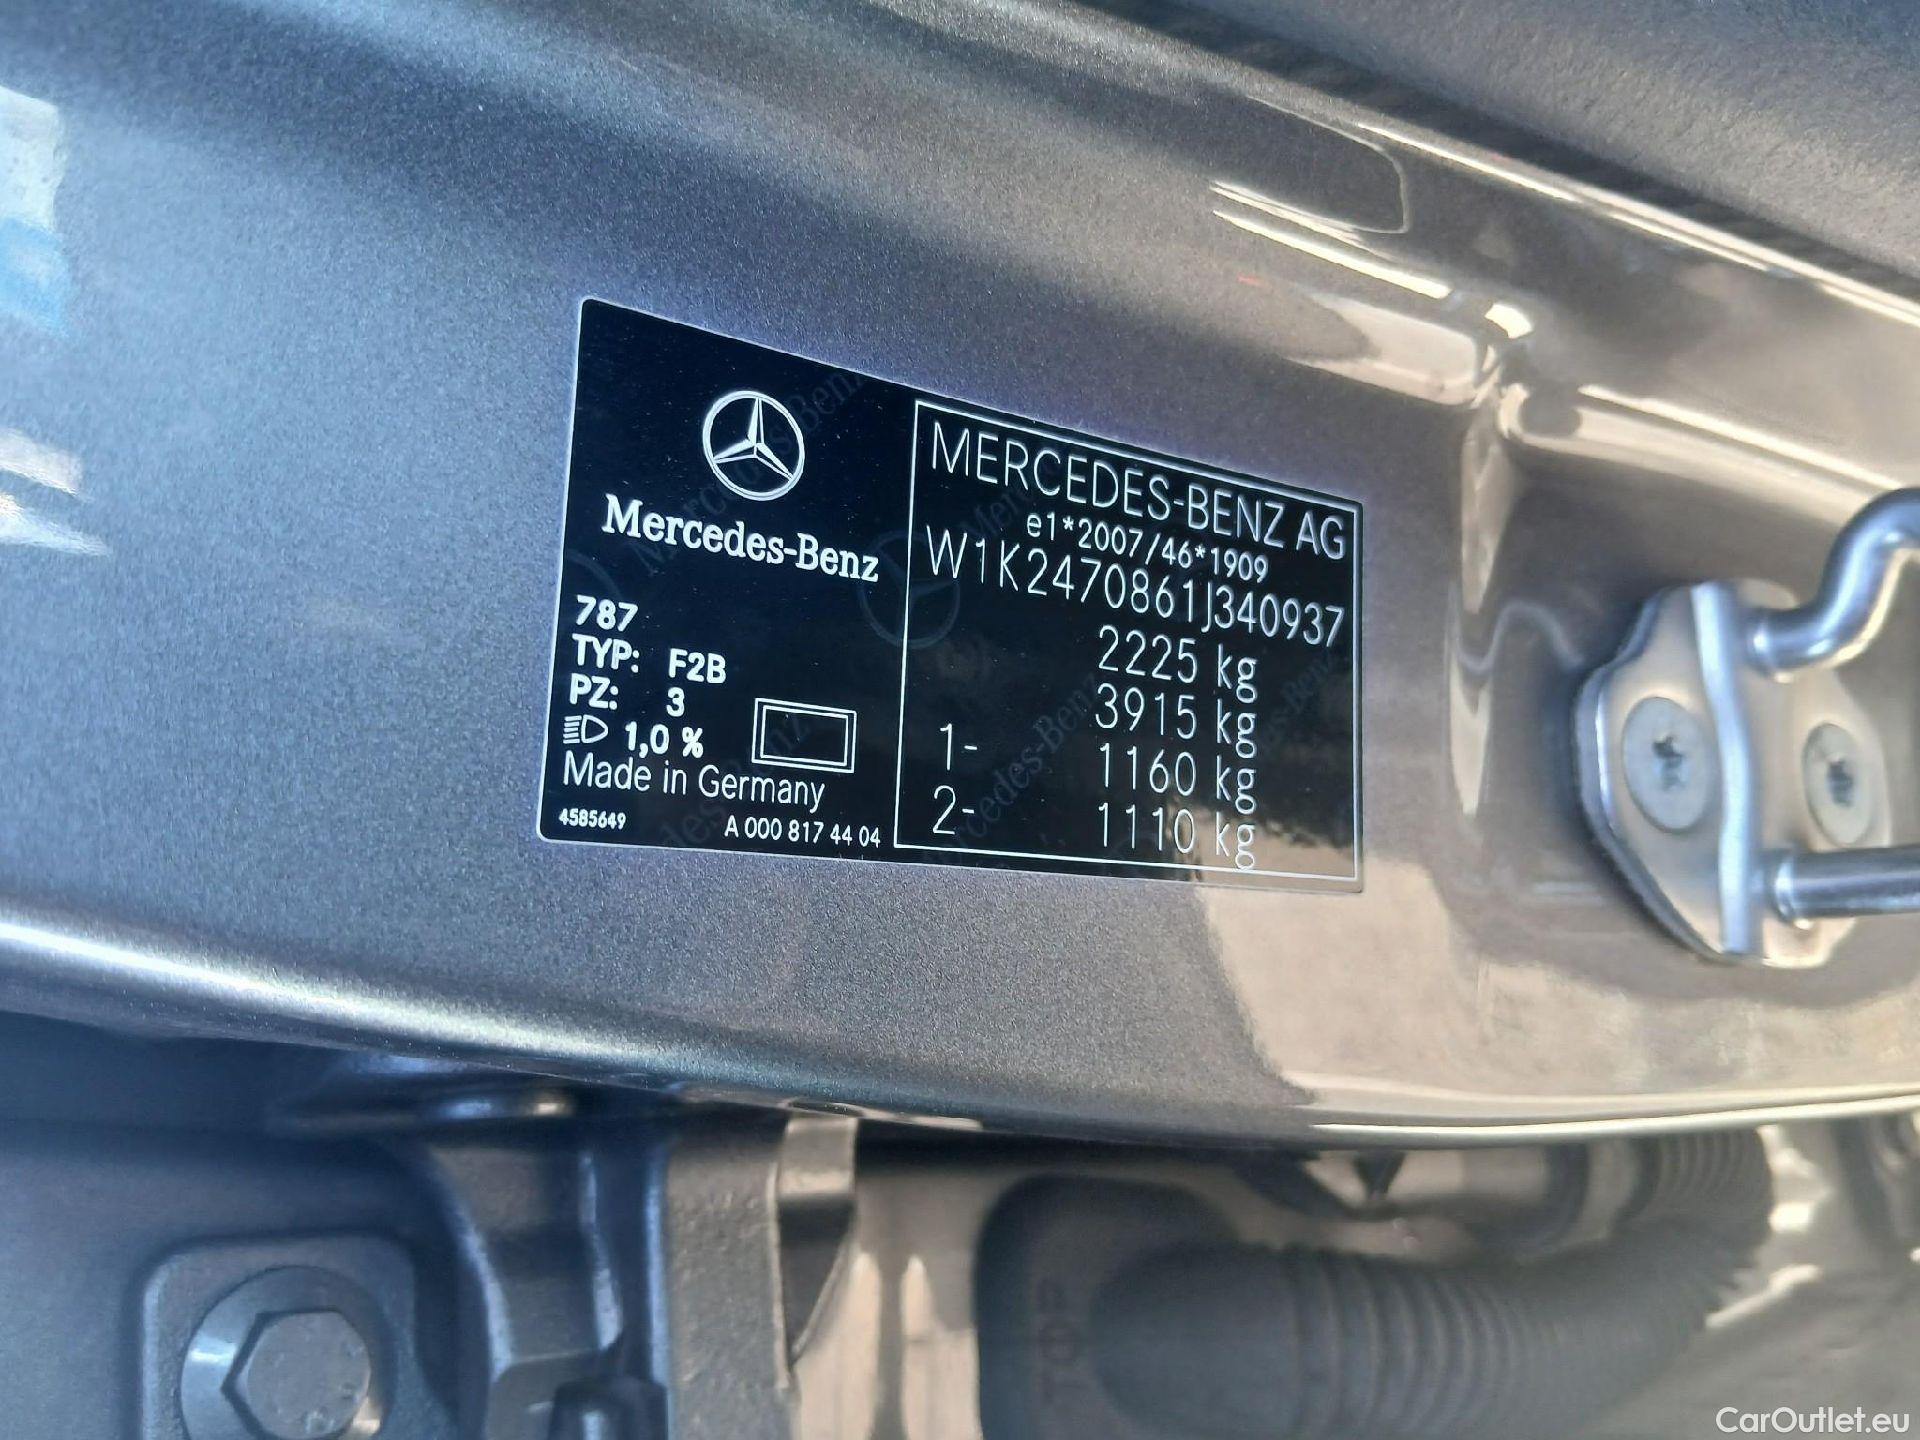 Mercedes-Benz
787
TYP: F2B
PZ: 3
1,0 %
Made in Germany
4585649
A 000 817 44 04
MERCEDES-BENZ AG
e1*2007/46*1909
W1K2470861J340937
2225 kg
3915 kg
1- 1160 kg
2- 1110 kg
TOP
CarOutlet.eu